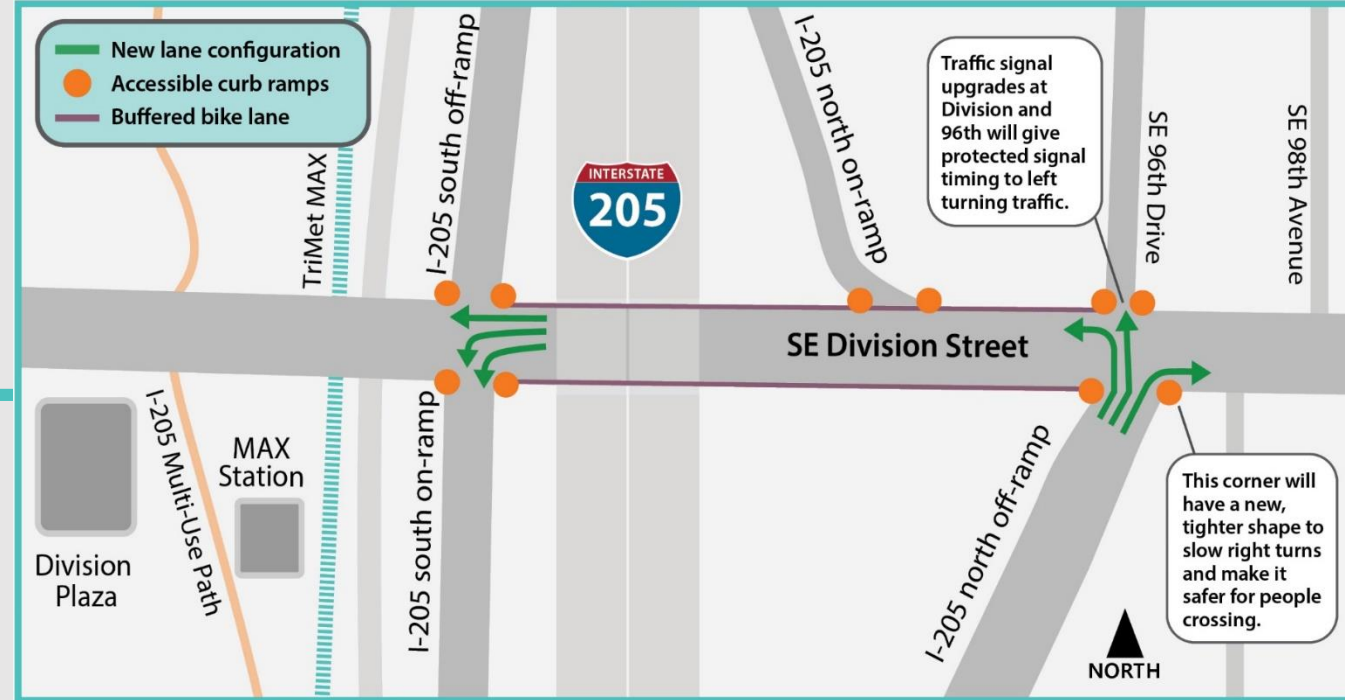 New lane configuration
Accessible curb ramps
Buffered bike lane
TriMet MAX
I-205 south off-ramp
INTERSTATE
205
I-205 north on-ramp
Traffic signal
upgrades at
Division and
96th will give
protected signal
timing to left
turning traffic.
SE 96th Drive
SE 98th Avenue
SE Division Street
Division
Plaza
I-205 Multi-Use Path
MAX
Station
I-205 south on-ramp
I-205 north off-ramp
This corner will
have a new,
tighter shape to
slow right turns
and make it
safer for people
crossing.
NORTH